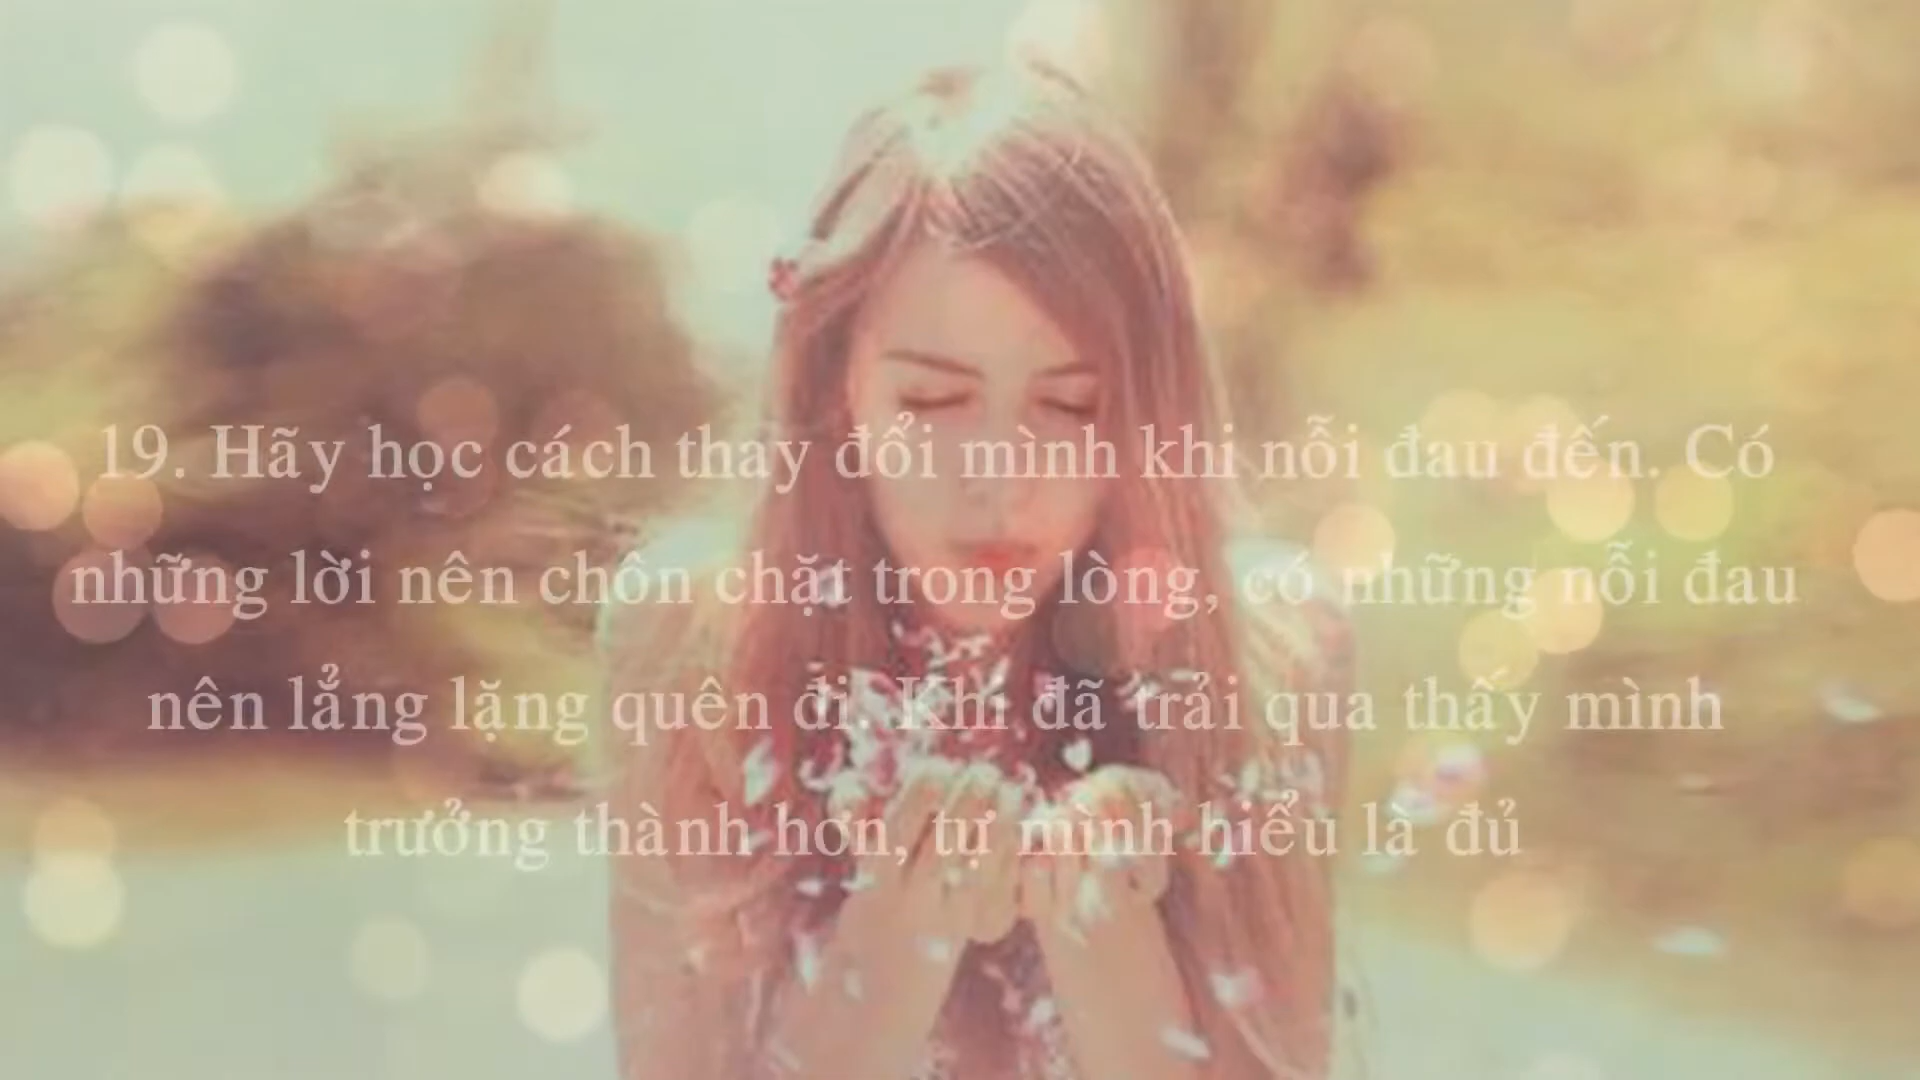 19. Hãy học cách thay đổi mình khi nỗi đau đến. Có
những lời nên chôn chặt trong lòng, có những nỗi đau
nên lẳng lặng quên đi. Khi đã trải qua thấy mình
trưởng thành hơn, tự mình hiểu là đủ